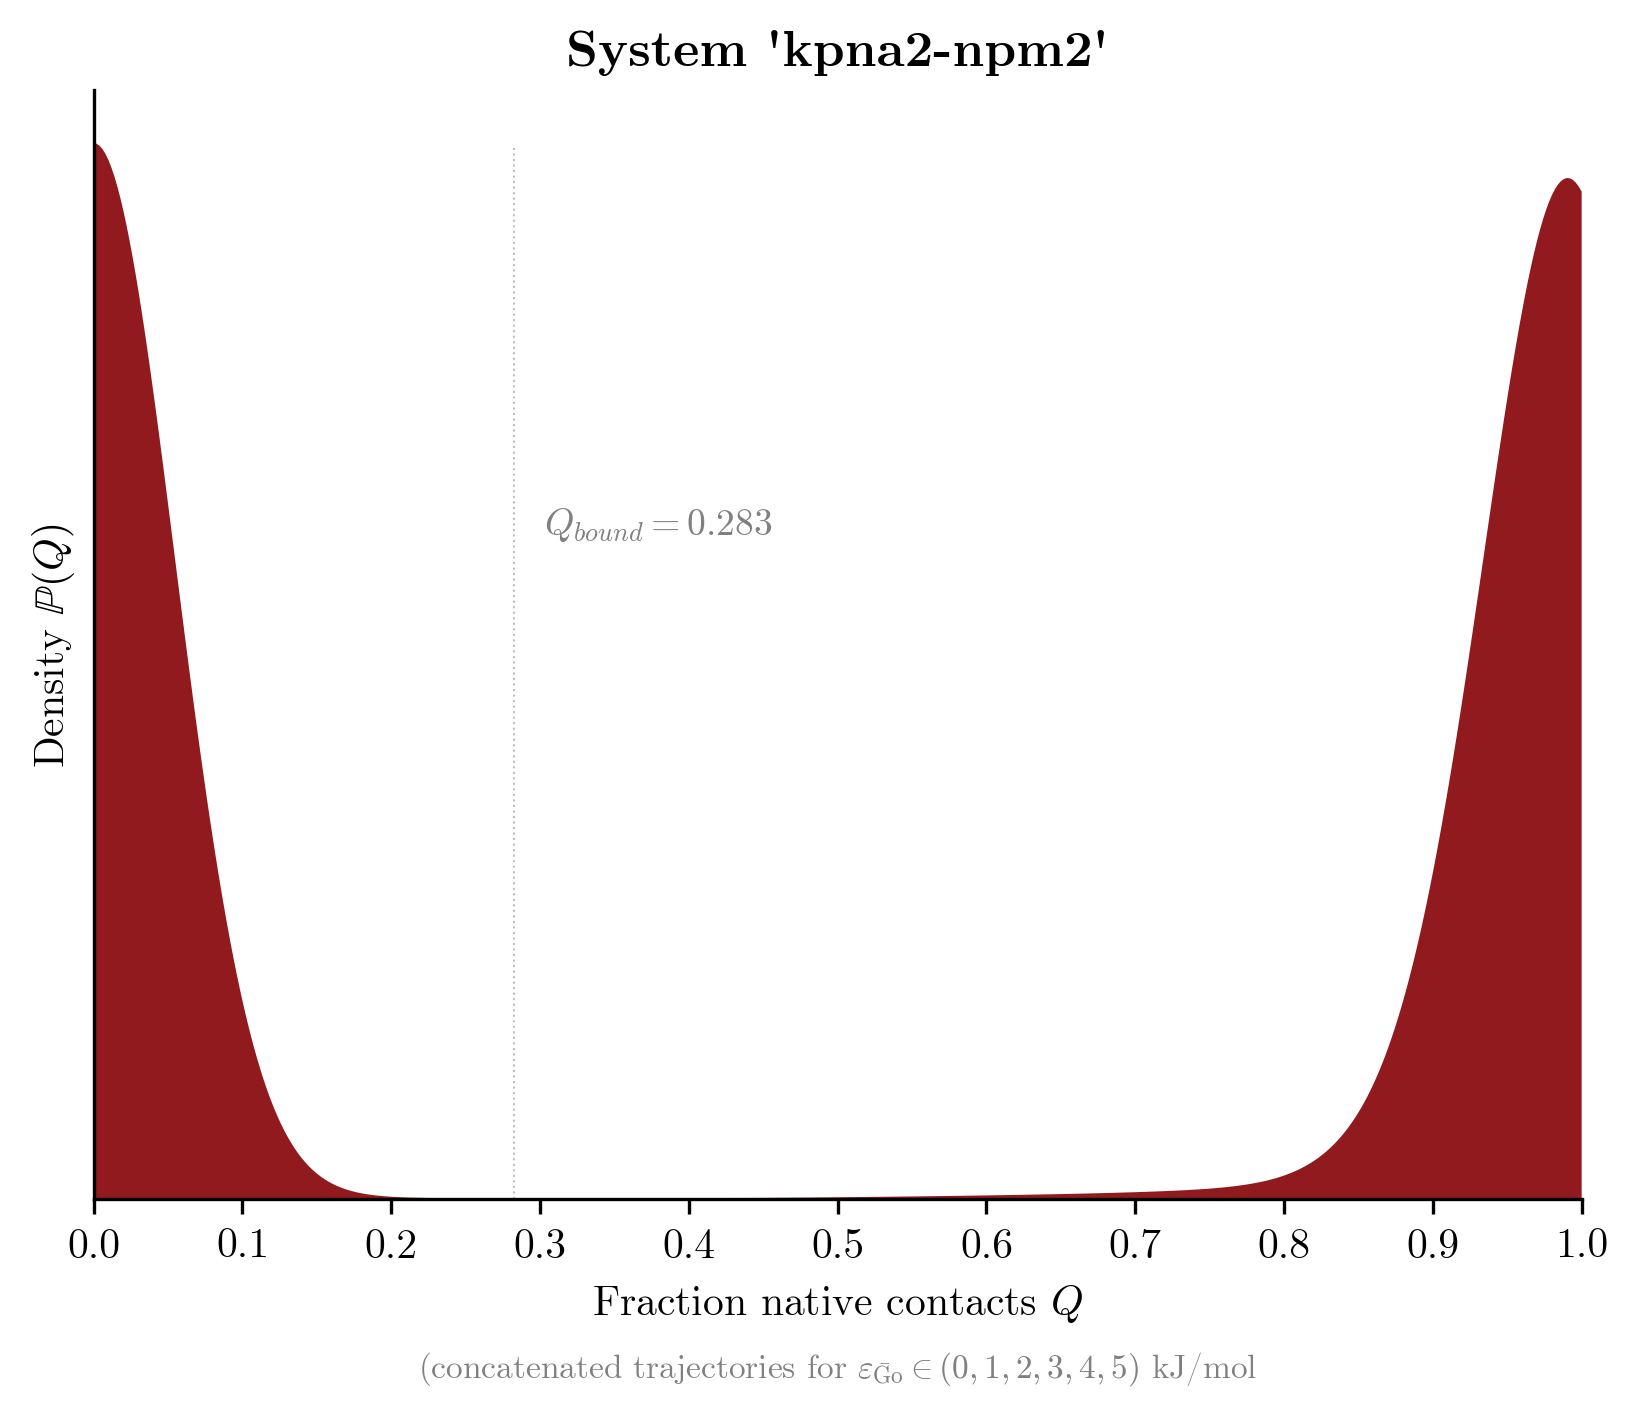 System 'kpna2-npm2'
Density ℙ(Q)
Q_bound = 0.283
0.0 0.1 0.2 0.3 0.4 0.5 0.6 0.7 0.8 0.9 1.0
Fraction native contacts Q
(concatenated trajectories for ε_Ḡo ∈ (0, 1, 2, 3, 4, 5) kJ/mol